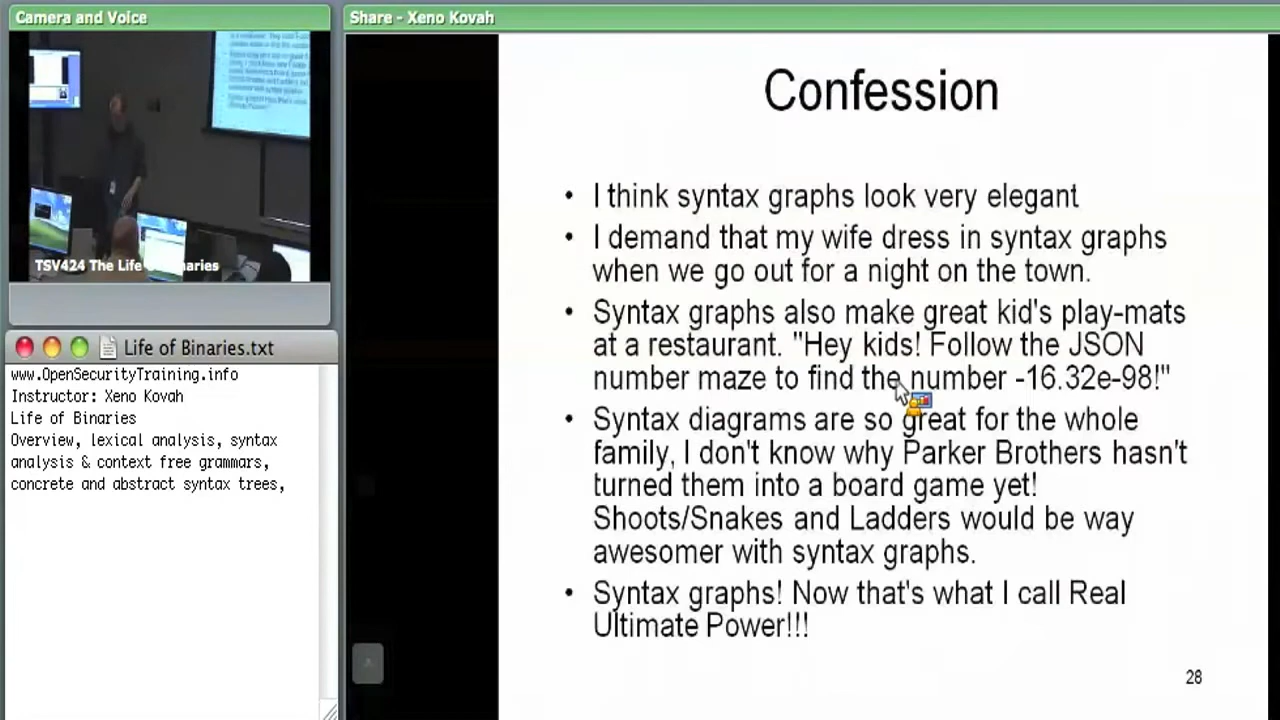 Camera and Voice
TSV424 The Life of Binaries
Life of Binaries.txt
www.OpenSecurityTraining.info
Instructor: Xeno Kovah
Life of Binaries
Overview, lexical analysis, syntax
analysis & context free grammars,
concrete and abstract syntax trees,
Share - Xeno Kovah
Confession
• I think syntax graphs look very elegant
• I demand that my wife dress in syntax graphs
when we go out for a night on the town.
• Syntax graphs also make great kid's play-mats
at a restaurant. "Hey kids! Follow the JSON
number maze to find the number -16.32e-98!"
• Syntax diagrams are so great for the whole
family, I don't know why Parker Brothers hasn't
turned them into a board game yet!
Shoots/Snakes and Ladders would be way
awesomer with syntax graphs.
• Syntax graphs! Now that's what I call Real
Ultimate Power!!!
28